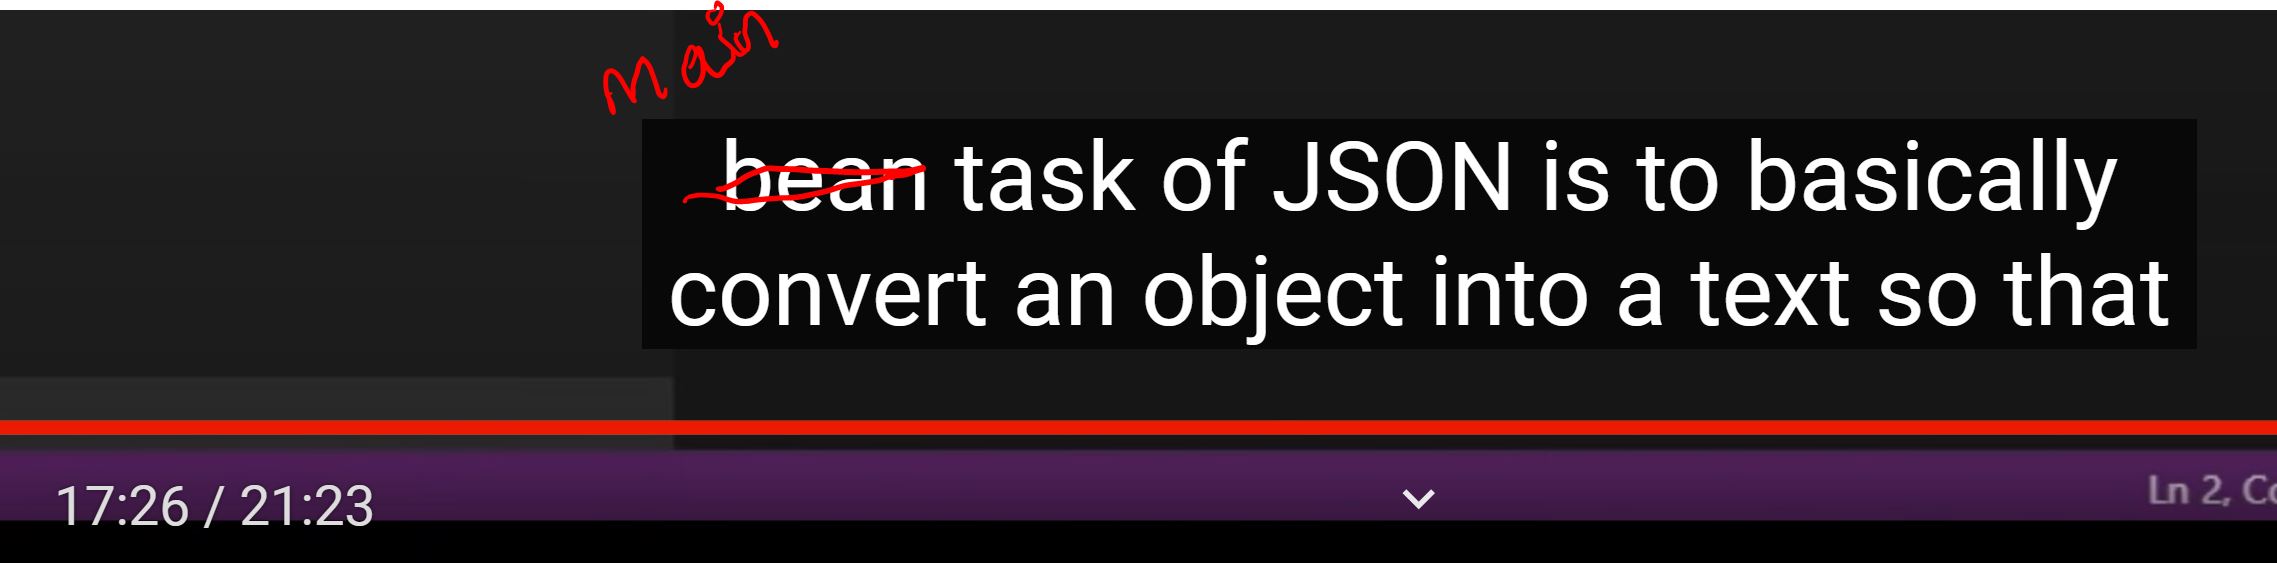 main
bean task of JSON is to basically
convert an object into a text so that
17:26 / 21:23
Ln 2, Co